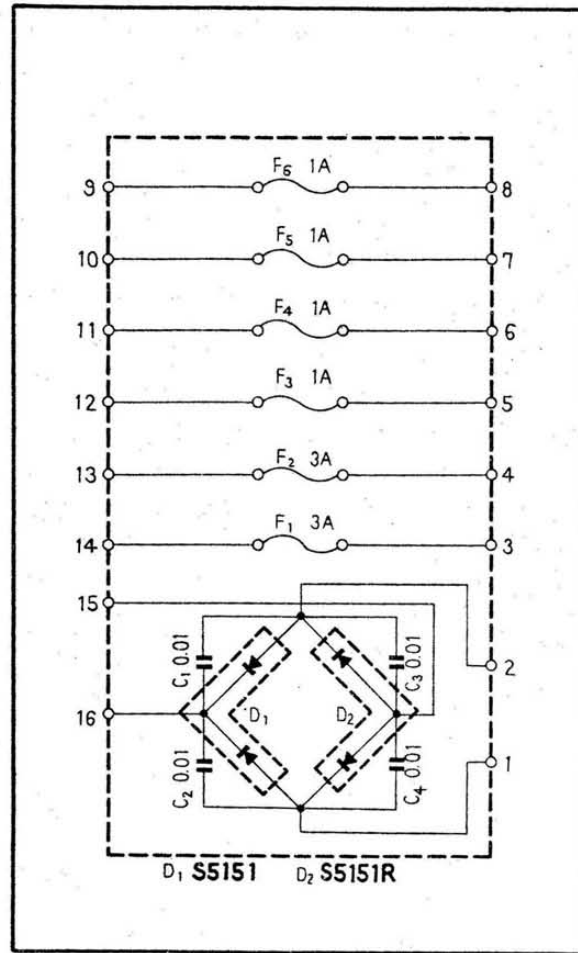 F₆ 1A
9 8
F₅ 1A
10 7
F₄ 1A
11 6
F₃ 1A
12 5
F₂ 3A
13 4
F₁ 3A
14 3
15
C₁ 0.01
C₃ 0.01
2
16
D₁ D₂
C₂ 0.01
C₄ 0.01
1
D₁ S5151 D₂ S5151R